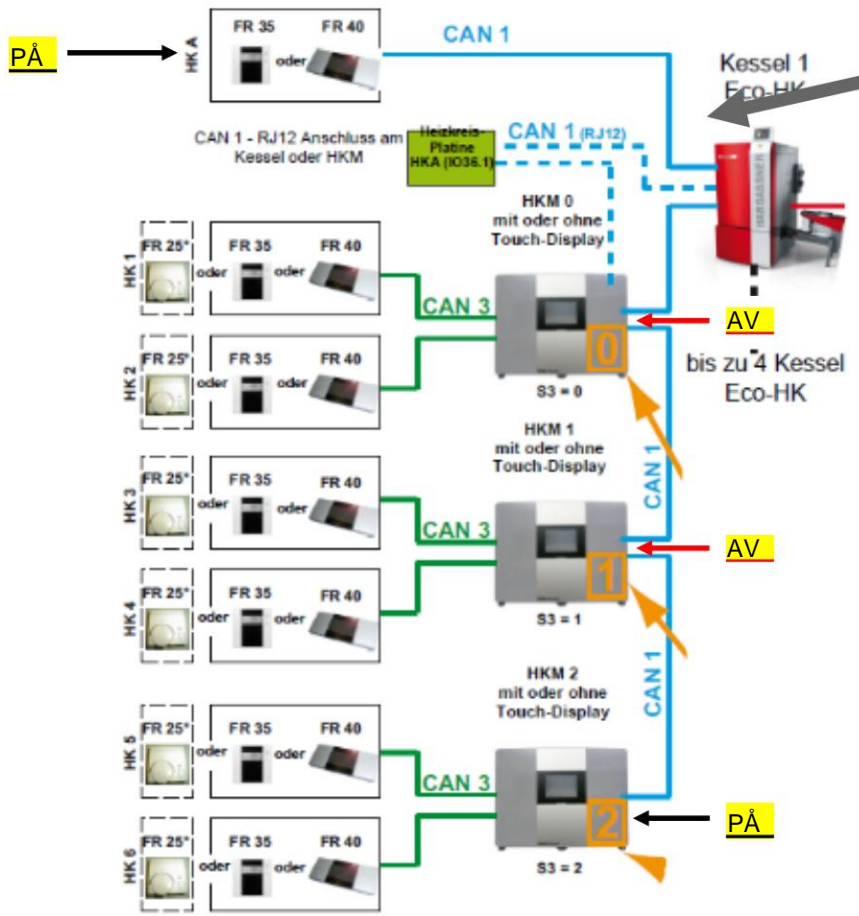 PÅ
HK A
FR 35
oder
FR 40
CAN 1
Kessel 1
Eco-HK
HARGASSNER
CAN 1 - RJ12 Anschluss am
Kessel oder HKM
Heizkreis-
Platine
HKA (IO36.1)
CAN 1 (RJ12)
HKM 0
mit oder ohne
Touch-Display
HK 1
FR 25*
oder
FR 35
oder
FR 40
CAN 3
0
S3 = 0
AV
bis zu 4 Kessel
Eco-HK
HK 2
FR 25*
oder
FR 35
oder
FR 40
HKM 1
mit oder ohne
Touch-Display
CAN 1
HK 3
FR 25*
oder
FR 35
oder
FR 40
CAN 3
1
S3 = 1
AV
HK 4
FR 25*
oder
FR 35
oder
FR 40
HKM 2
mit oder ohne
Touch-Display
CAN 1
HK 5
FR 25*
oder
FR 35
oder
FR 40
CAN 3
2
S3 = 2
PÅ
HK 6
FR 25*
oder
FR 35
oder
FR 40